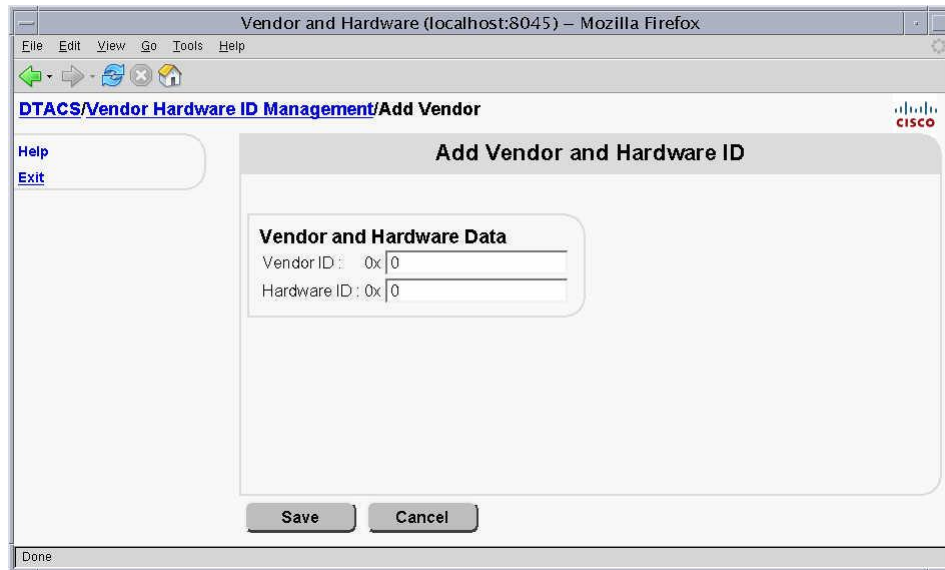 Vendor and Hardware (localhost:8045) – Mozilla Firefox
File Edit View Go Tools Help
DTACS/Vendor Hardware ID Management/Add Vendor
CISCO
Help
Exit
Add Vendor and Hardware ID
Vendor and Hardware Data
Vendor ID : 0x 0
Hardware ID : 0x 0
Save Cancel
Done